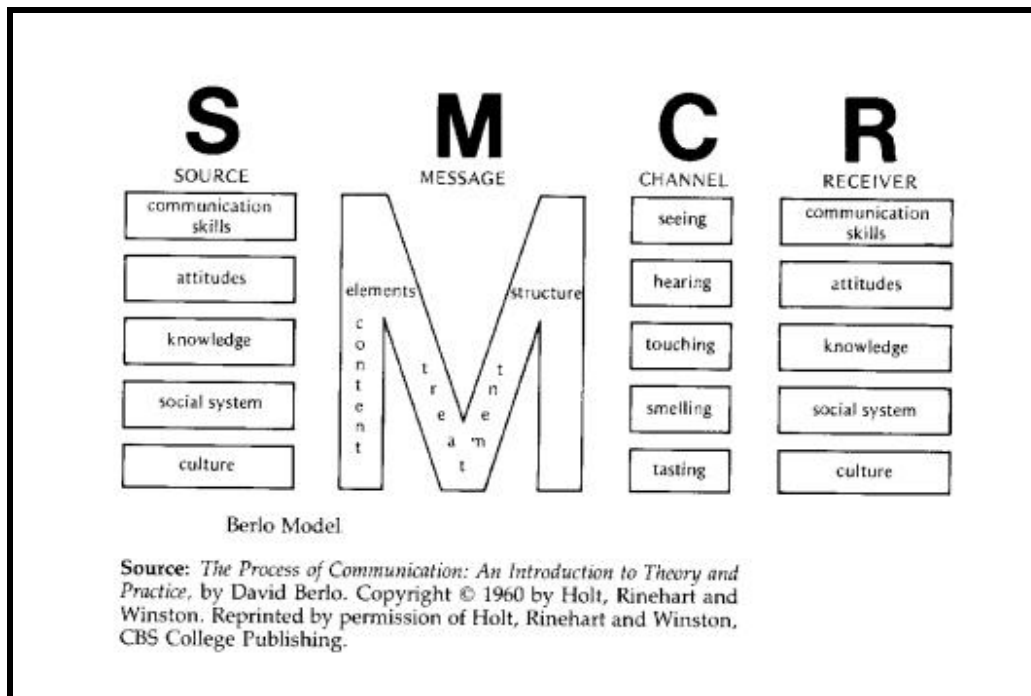 S M C R
SOURCE MESSAGE CHANNEL RECEIVER
communication
skills
attitudes
knowledge
social system
culture
elements
content
treatment
structure
seeing
hearing
touching
smelling
tasting
communication
skills
attitudes
knowledge
social system
culture
Berlo Model
Source: The Process of Communication: An Introduction to Theory and
Practice, by David Berlo. Copyright © 1960 by Holt, Rinehart and
Winston. Reprinted by permission of Holt, Rinehart and Winston,
CBS College Publishing.